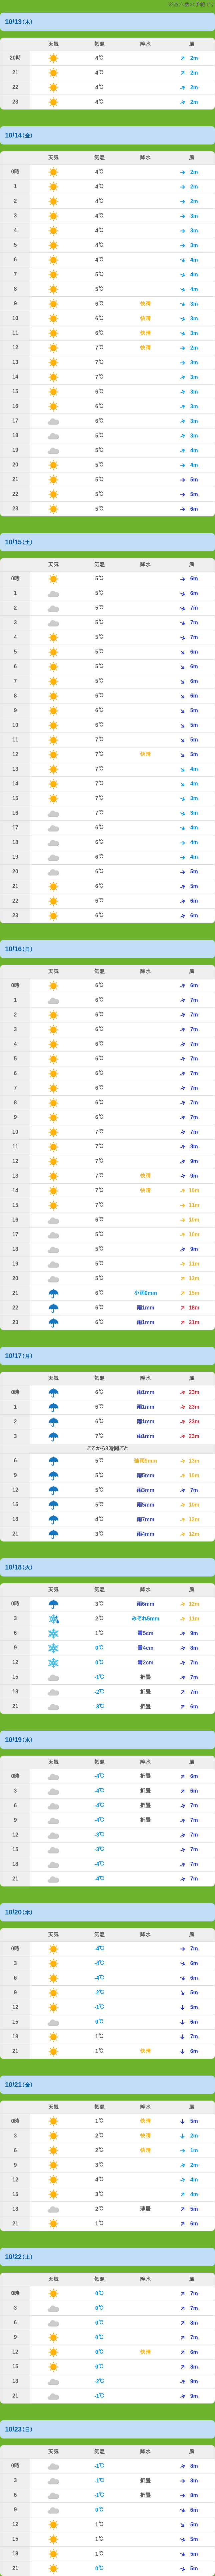 10/13(木)
天気 気温 降水 風
20時 4℃ 2m
21 4℃ 2m
22 4℃ 2m
23 4℃ 2m
10/14(金)
天気 気温 降水 風
0時 4℃ 2m
1 4℃ 2m
2 4℃ 2m
3 4℃ 3m
4 4℃ 3m
5 4℃ 3m
6 4℃ 4m
7 5℃ 4m
8 5℃ 4m
9 6℃ 快晴 3m
10 6℃ 快晴 3m
11 6℃ 快晴 3m
12 7℃ 快晴 2m
13 7℃ 3m
14 7℃ 3m
15 6℃ 3m
16 6℃ 3m
17 6℃ 3m
18 5℃ 3m
19 5℃ 4m
20 5℃ 4m
21 5℃ 5m
22 5℃ 5m
23 5℃ 6m
10/15(土)
天気 気温 降水 風
0時 5℃ 6m
1 5℃ 6m
2 5℃ 7m
3 5℃ 7m
4 5℃ 7m
5 6℃ 6m
6 5℃ 6m
7 5℃ 6m
8 6℃ 6m
9 6℃ 5m
10 6℃ 5m
11 7℃ 5m
12 7℃ 快晴 5m
13 7℃ 4m
14 7℃ 4m
15 7℃ 3m
16 7℃ 3m
17 6℃ 4m
18 6℃ 4m
19 6℃ 4m
20 6℃ 5m
21 6℃ 5m
22 6℃ 6m
23 6℃ 6m
10/16(日)
天気 気温 降水 風
0時 6℃ 6m
1 6℃ 7m
2 6℃ 7m
3 6℃ 7m
4 6℃ 7m
5 6℃ 7m
6 6℃ 7m
7 6℃ 7m
8 6℃ 7m
9 6℃ 7m
10 7℃ 7m
11 7℃ 8m
12 7℃ 9m
13 7℃ 快晴 9m
14 7℃ 快晴 10m
15 7℃ 11m
16 6℃ 10m
17 5℃ 10m
18 5℃ 9m
19 5℃ 11m
20 5℃ 13m
21 6℃ 小雨0mm 15m
22 6℃ 雨1mm 18m
23 6℃ 雨1mm 21m
10/17(月)
天気 気温 降水 風
0時 6℃ 雨1mm 23m
1 6℃ 雨1mm 23m
2 6℃ 雨1mm 23m
3 7℃ 雨1mm 23m
ここから3時間ごと
6 5℃ 強雨9mm 13m
9 5℃ 雨5mm 10m
12 5℃ 雨3mm 7m
15 5℃ 雨5mm 10m
18 4℃ 雨7mm 12m
21 3℃ 雨4mm 12m
10/18(火)
天気 気温 降水 風
0時 3℃ 雨6mm 12m
3 2℃ みぞれ5mm 11m
6 1℃ 雪5cm 9m
9 0℃ 雪4cm 8m
12 0℃ 雪2cm 7m
15 -1℃ 折曇 7m
18 -2℃ 折曇 7m
21 -3℃ 折曇 6m
10/19(水)
天気 気温 降水 風
0時 -4℃ 折曇 6m
3 -4℃ 折曇 6m
6 -4℃ 折曇 7m
9 -4℃ 折曇 7m
12 -3℃ 7m
15 -3℃ 7m
18 -4℃ 7m
21 -4℃ 7m
10/20(木)
天気 気温 降水 風
0時 -4℃ 7m
3 -4℃ 6m
6 -4℃ 6m
9 -2℃ 5m
12 -1℃ 5m
15 0℃ 6m
18 1℃ 7m
21 1℃ 快晴 6m
10/21(金)
天気 気温 降水 風
0時 1℃ 快晴 5m
3 2℃ 快晴 2m
6 2℃ 快晴 1m
9 3℃ 2m
12 4℃ 4m
15 3℃ 4m
18 2℃ 薄曇 5m
21 1℃ 6m
10/22(土)
天気 気温 降水 風
0時 0℃ 7m
3 0℃ 7m
6 0℃ 8m
9 0℃ 7m
12 0℃ 快晴 6m
15 0℃ 8m
18 -2℃ 9m
21 -1℃ 9m
10/23(日)
天気 気温 降水 風
0時 -1℃ 8m
3 -1℃ 折曇 8m
6 -1℃ 折曇 8m
9 0℃ 6m
12 1℃ 5m
15 1℃ 5m
18 1℃ 5m
21 0℃ 5m